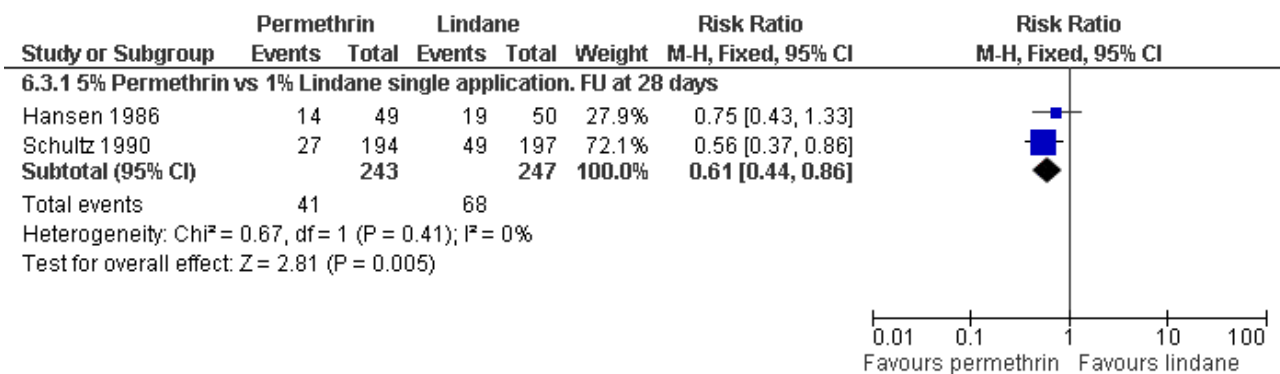 Permethrin Lindane Risk Ratio Risk Ratio
Study or Subgroup Events Total Events Total Weight M-H, Fixed, 95% CI M-H, Fixed, 95% CI
6.3.1 5% Permethrin vs 1% Lindane single application. FU at 28 days
Hansen 1986 14 49 19 50 27.9% 0.75 [0.43, 1.33]
Schultz 1990 27 194 49 197 72.1% 0.56 [0.37, 0.86]
Subtotal (95% CI) 243 247 100.0% 0.61 [0.44, 0.86]
Total events 41 68
Heterogeneity: Chi² = 0.67, df = 1 (P = 0.41); I² = 0%
Test for overall effect: Z = 2.81 (P = 0.005)
0.01 0.1 1 10 100
Favours permethrin Favours lindane